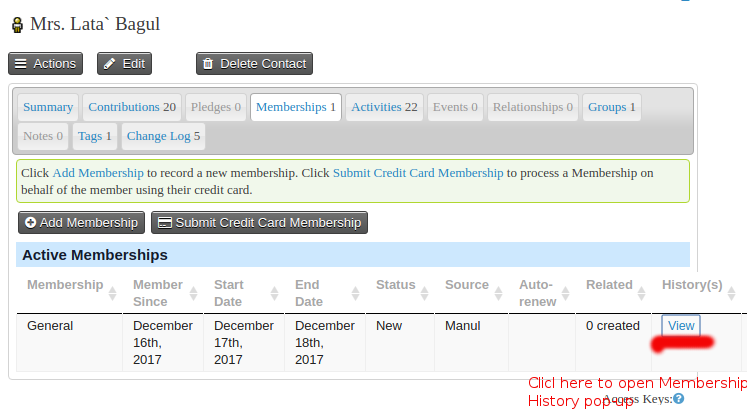 Mrs. Lata` Bagul
Actions Edit Delete Contact
Summary Contributions 20 Pledges 0 Memberships 1 Activities 22 Events 0 Relationships 0 Groups 1
Notes 0 Tags 1 Change Log 5
Click Add Membership to record a new membership. Click Submit Credit Card Membership to process a Membership on
behalf of the member using their credit card.
Add Membership Submit Credit Card Membership
Active Memberships
Membership Member Start End Status Source Auto- Related History(s)
Since Date Date renew
General December December December New Manul 0 created View
16th, 17th, 18th,
2017 2017 2017
Clicl here to open Membership
History pop-up
Access Keys: